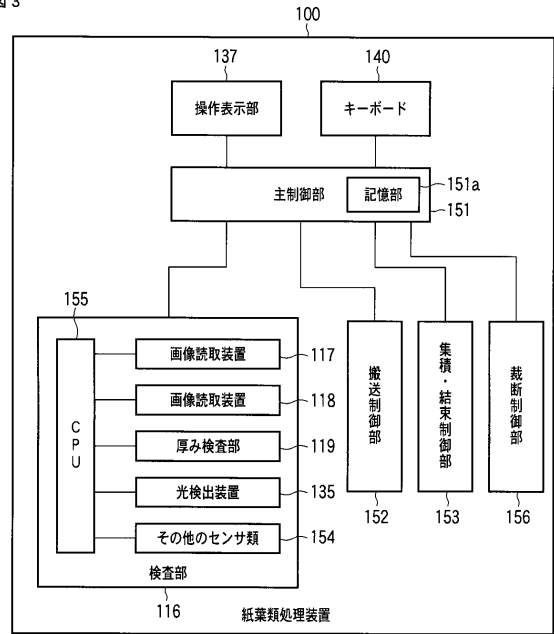 図3
100
137
140
操作表示部
キーボード
主制御部
記憶部
151a
151
155
CPU
画像読取装置
117
画像読取装置
118
厚み検査部
119
光検出装置
135
その他のセンサ類
154
検査部
116
搬送制御部
152
集積・結束制御部
153
裁断制御部
156
紙葉類処理装置